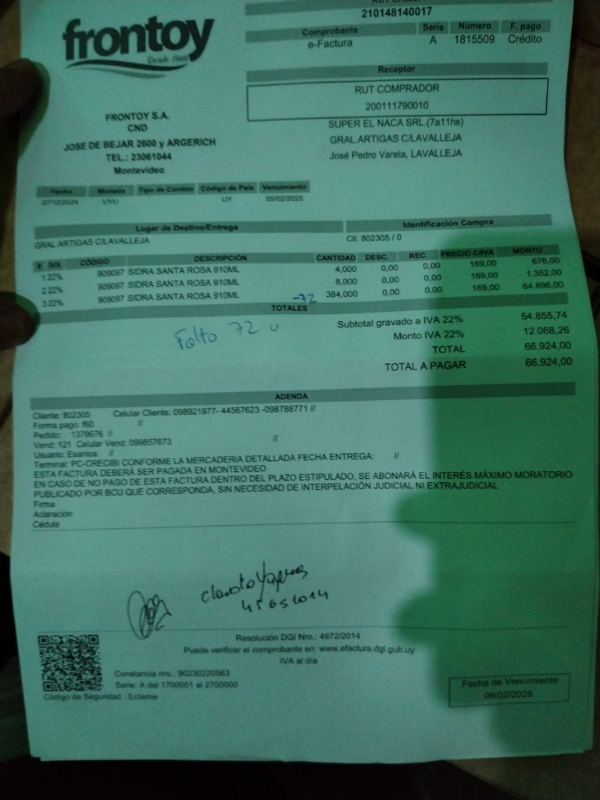 frontoy
Desde 1946
210148140017
Comprobante Serie Número F. pago
e-Factura A 1815509 Crédito
Receptor
RUT COMPRADOR
200111790010
SUPER EL NACA SRL (7a11hs)
GRAL.ARTIGAS C/LAVALLEJA
José Pedro Varela, LAVALLEJA
FRONTOY S.A.
CND
JOSE DE BEJAR 2600 y ARGERICH
TEL.: 23061044
Montevideo
Fecha Moneda Tipo de Cambio Código de País Vencimiento
07/12/2024 UYU UY 05/02/2025
Lugar de Destino/Entrega Identificación Compra
GRAL.ARTIGAS C/LAVALLEJA Cli: 802305 / 0
# IVA CÓDIGO DESCRIPCIÓN CANTIDAD DESC. REC. PRECIO C/IVA MONTO
1 22% 909097 SIDRA SANTA ROSA 910ML 4,000 0,00 0,00 169,00 676,00
2 22% 909097 SIDRA SANTA ROSA 910ML 8,000 0,00 0,00 169,00 1.352,00
3 22% 909097 SIDRA SANTA ROSA 910ML -72 384,000 0,00 0,00 169,00 64.896,00
TOTALES
Falto 72 u
Subtotal gravado a IVA 22% 54.855,74
Monto IVA 22% 12.068,26
TOTAL 66.924,00
TOTAL A PAGAR 66.924,00
ADENDA
Cliente: 802305 Celular Cliente: 098921977- 44567623 -098788771 //
Forma pago: f60 //
Pedido: 1379676 //
Vend: 121 Celular Vend: 099857673 //
Usuario: Esantos //
Terminal: PC-CRECIBI CONFORME LA MERCADERIA DETALLADA FECHA ENTREGA: //
ESTA FACTURA DEBERÁ SER PAGADA EN MONTEVIDEO
EN CASO DE NO PAGO DE ESTA FACTURA DENTRO DEL PLAZO ESTIPULADO, SE ABONARÁ EL INTERÉS MÁXIMO MORATORIO
PUBLICADO POR BCU QUE CORRESPONDA, SIN NECESIDAD DE INTERPELACIÓN JUDICIAL NI EXTRAJUDICIAL
Firma
Aclaración
Cédula
Resolución DGI Nro.: 4972/2014
Puede verificar el comprobante en: www.efactura.dgi.gub.uy
IVA al día
Constancia nro.: 90230220563
Serie: A del 1700001 al 2700000
Código de Seguridad :
Fecha de Vencimiento
06/02/2025